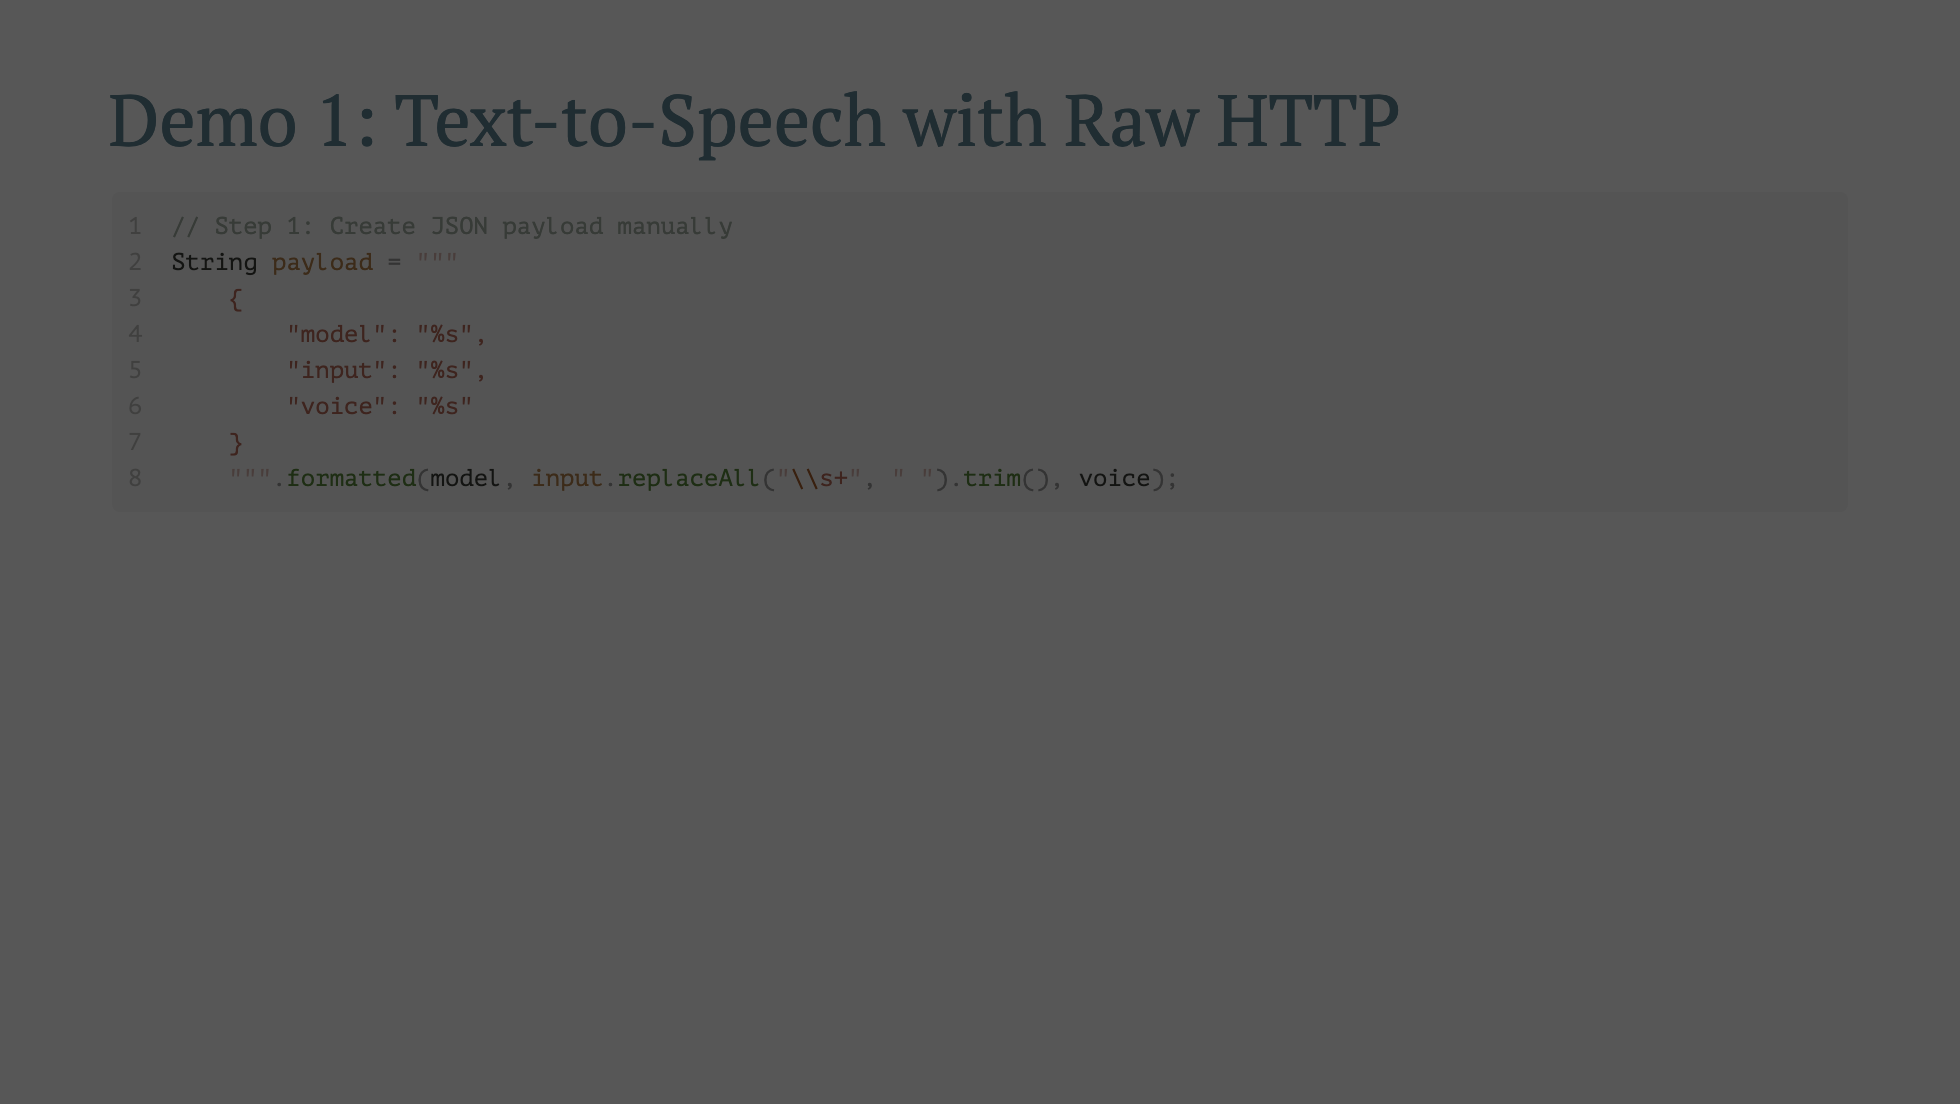 Demo 1: Text-to-Speech with Raw HTTP
1 // Step 1: Create JSON payload manually
2 String payload = """
3     {
4         "model": "%s",
5         "input": "%s",
6         "voice": "%s"
7     }
8     """.formatted(model, input.replaceAll("\\s+", " ").trim(), voice);